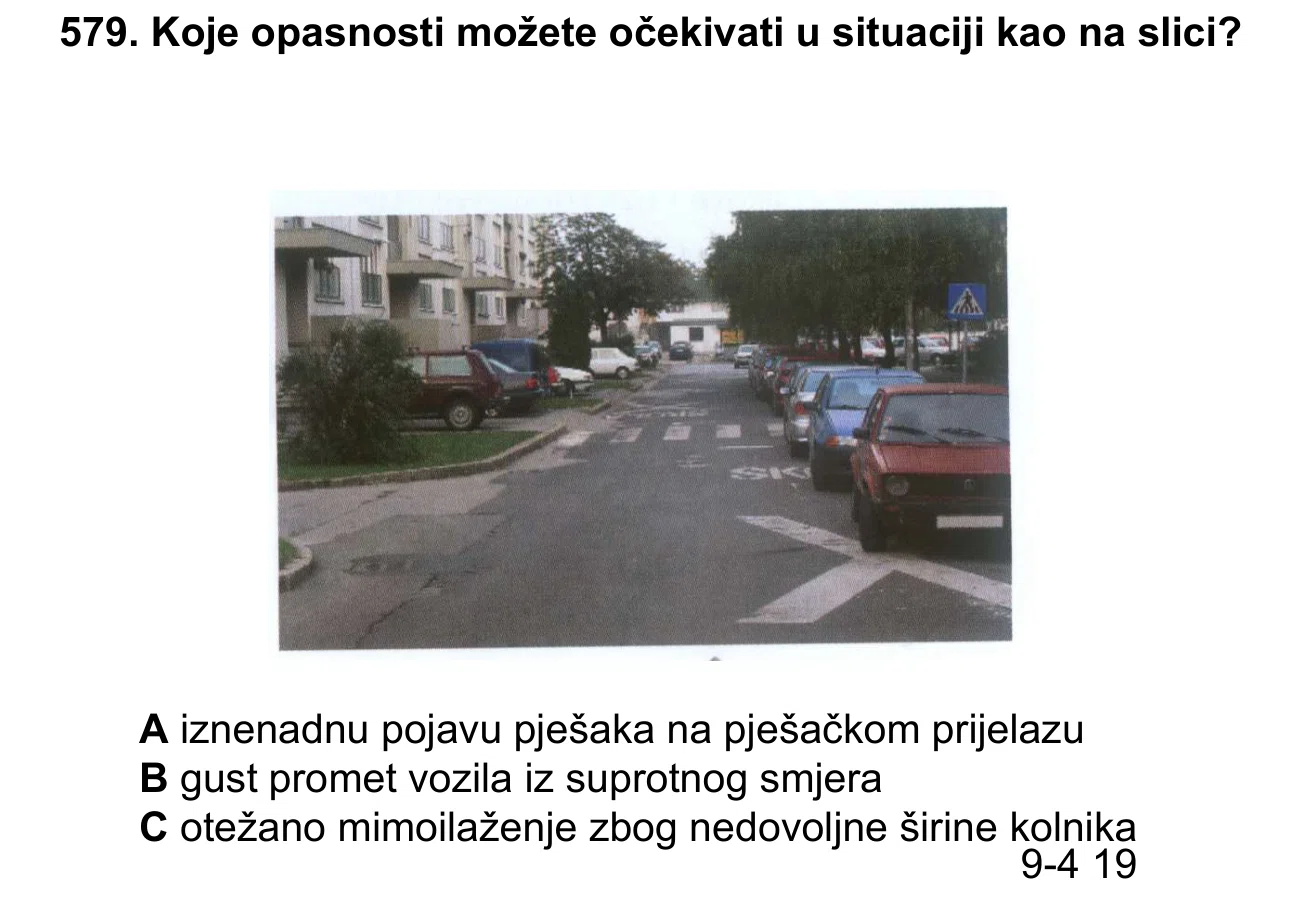 579. Koje opasnosti možete očekivati u situaciji kao na slici?
A iznenadnu pojavu pješaka na pješačkom prijelazu
B gust promet vozila iz suprotnog smjera
C otežano mimoilaženje zbog nedovoljne širine kolnika
9-4 19